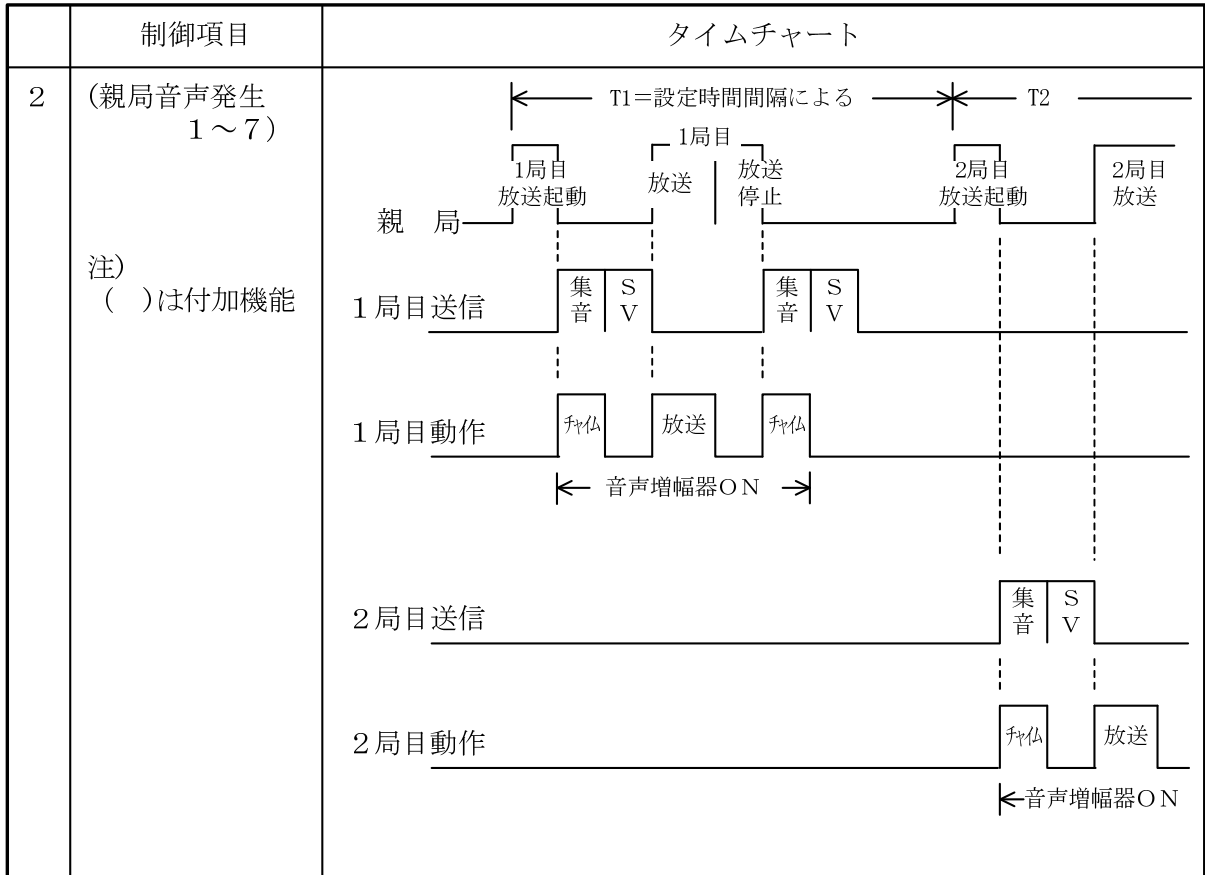 制御項目 タイムチャート
2 (親局音声発生
1～7)
注)
( )は付加機能
T1＝設定時間間隔による T2
1局目
1局目
放送起動
放送
放送
停止
2局目
放送起動
2局目
放送
親 局
1局目送信
集音 SV
集音 SV
1局目動作
チャイム 放送 チャイム
音声増幅器ON
2局目送信
集音 SV
2局目動作
チャイム 放送
音声増幅器ON